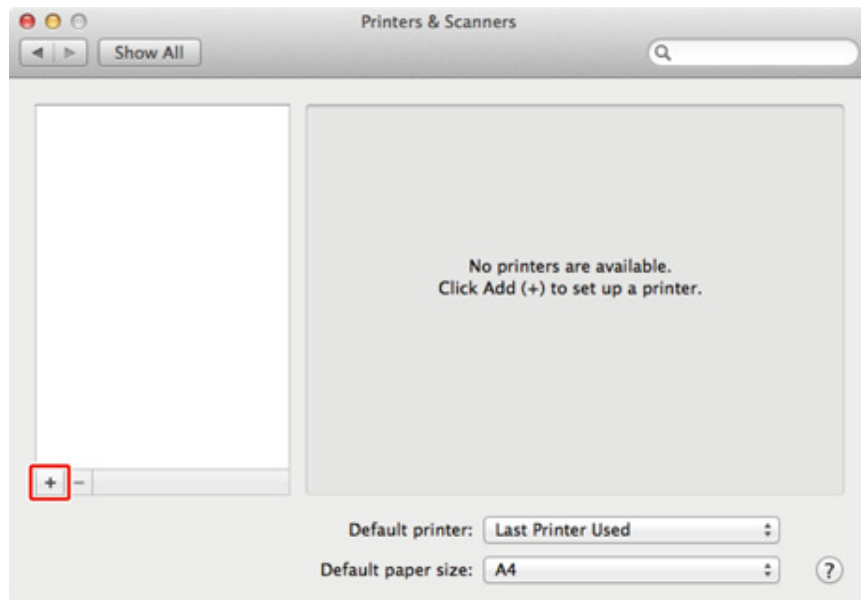 Printers & Scanners
Show All
No printers are available.
Click Add (+) to set up a printer.
+ −
Default printer: Last Printer Used
Default paper size: A4 ?